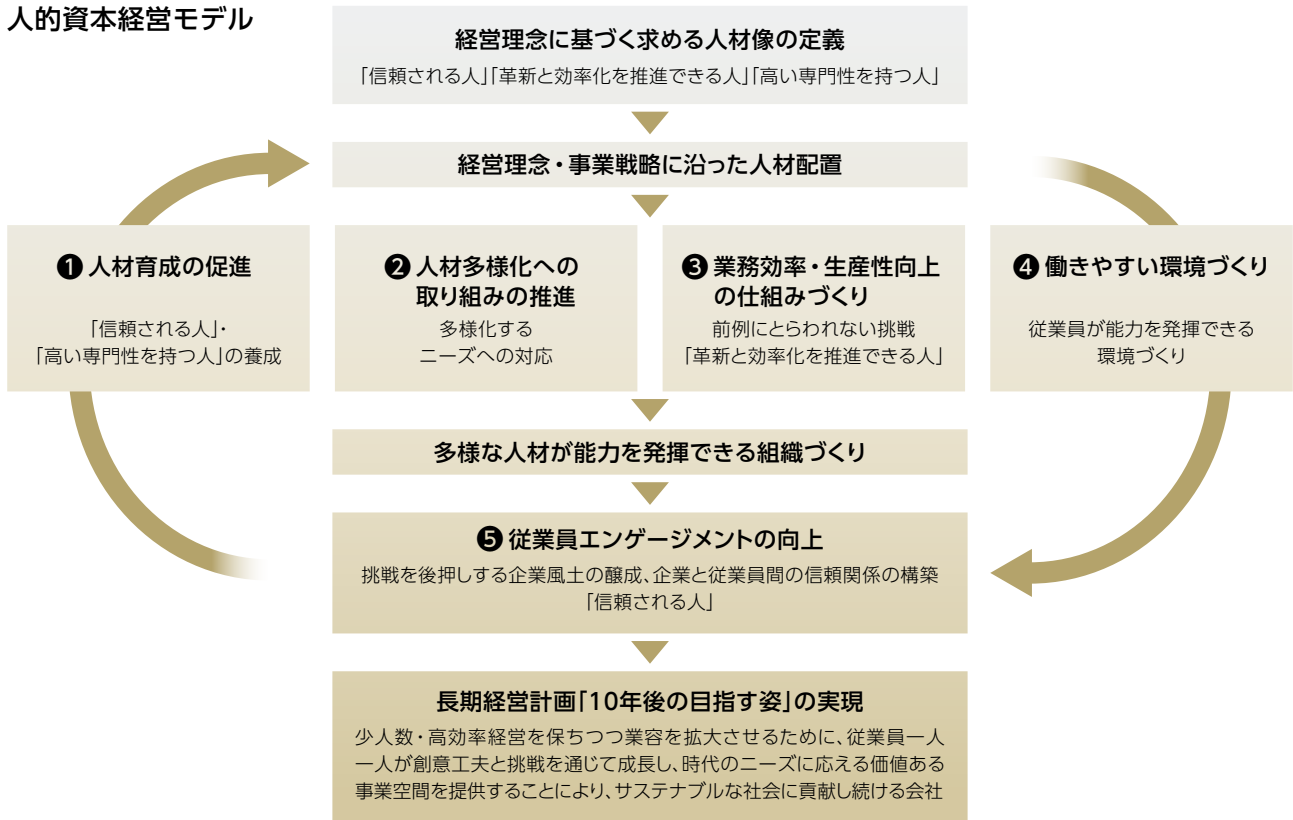 人的資本経営モデル
経営理念に基づく求める人材像の定義
「信頼される人」「革新と効率化を推進できる人」「高い専門性を持つ人」
経営理念・事業戦略に沿った人材配置
❶ 人材育成の促進
「信頼される人」・
「高い専門性を持つ人」の養成
❷ 人材多様化への
取り組みの推進
多様化する
ニーズへの対応
❸ 業務効率・生産性向上
の仕組みづくり
前例にとらわれない挑戦
「革新と効率化を推進できる人」
❹ 働きやすい環境づくり
従業員が能力を発揮できる
環境づくり
多様な人材が能力を発揮できる組織づくり
❺ 従業員エンゲージメントの向上
挑戦を後押しする企業風土の醸成、企業と従業員間の信頼関係の構築
「信頼される人」
長期経営計画「10年後の目指す姿」の実現
少人数・高効率経営を保ちつつ業容を拡大させるために、従業員一人
一人が創意工夫と挑戦を通じて成長し、時代のニーズに応える価値ある
事業空間を提供することにより、サステナブルな社会に貢献し続ける会社